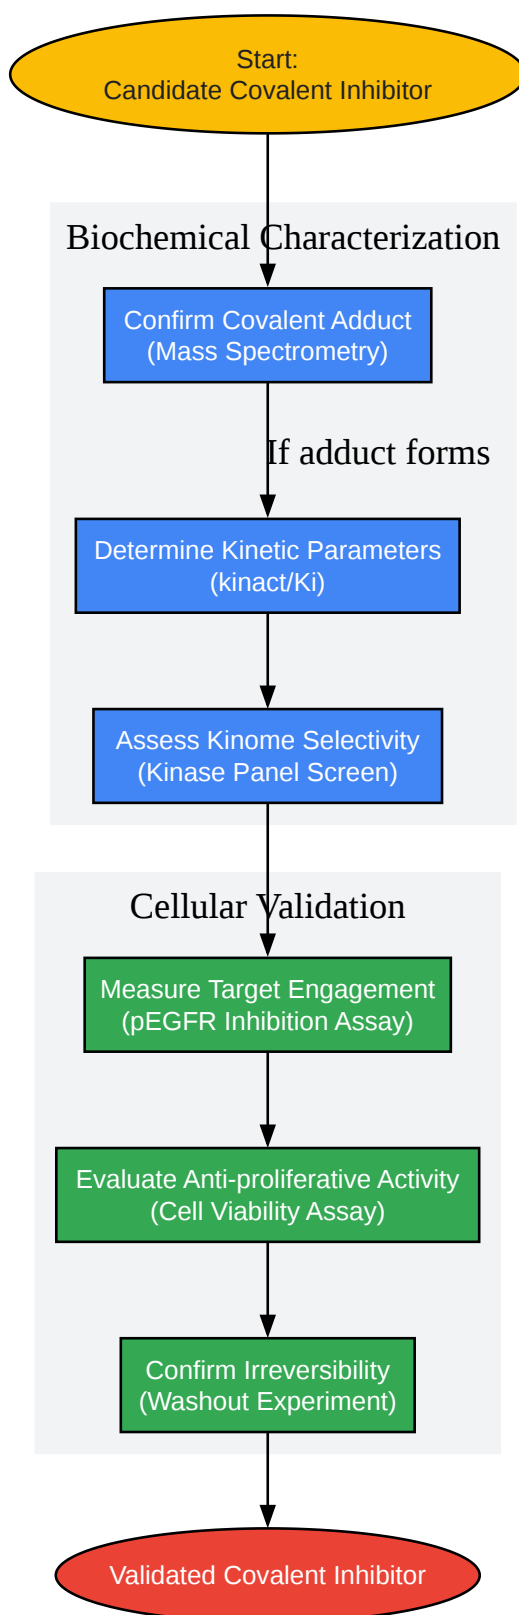 Start:
Candidate Covalent Inhibitor
Biochemical Characterization
Confirm Covalent Adduct
(Mass Spectrometry)
If adduct forms
Determine Kinetic Parameters
(kinact/Ki)
Assess Kinome Selectivity
(Kinase Panel Screen)
Cellular Validation
Measure Target Engagement
(pEGFR Inhibition Assay)
Evaluate Anti-proliferative Activity
(Cell Viability Assay)
Confirm Irreversibility
(Washout Experiment)
Validated Covalent Inhibitor